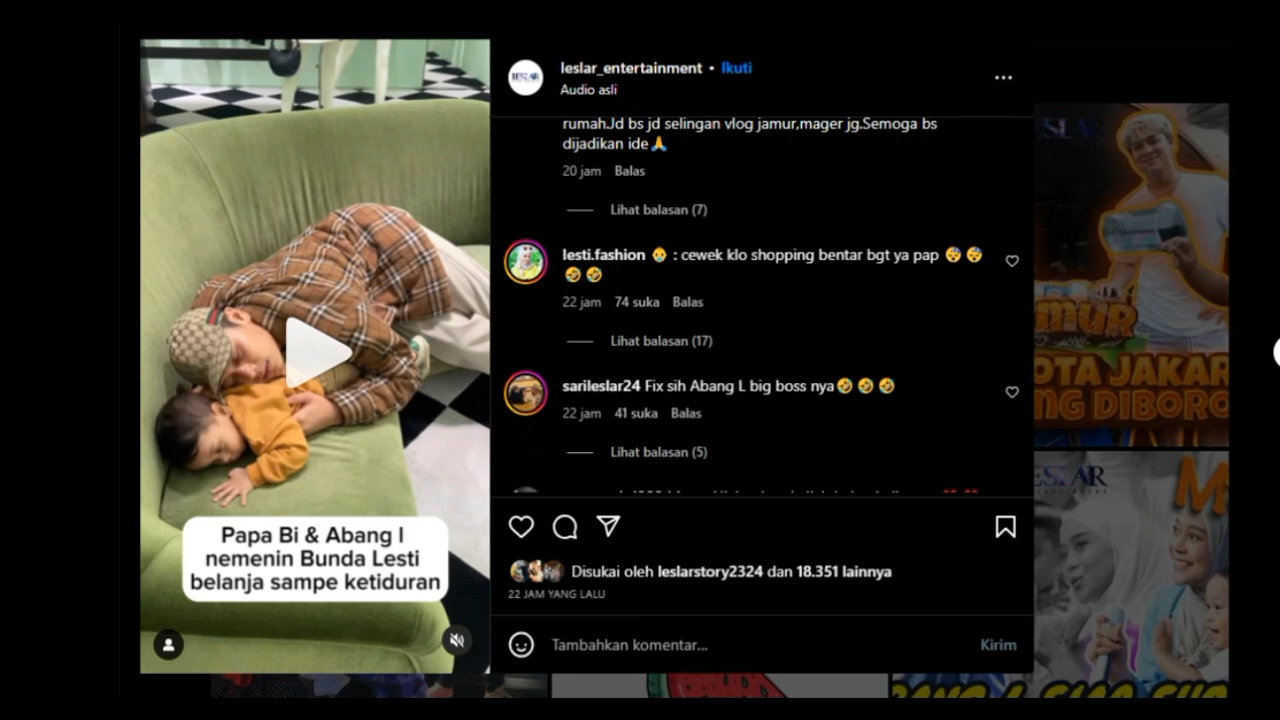 leslar_entertainment • Ikuti
Audio asli
rumah.Jd bs jd selingan vlog jamur,mager jg.Semoga bs
dijadikan ide🙏
20 jam Balas
Lihat balasan (7)
lesti.fashion 👴 : cewek klo shopping bentar bgt ya pap 😴 😴
🤣 🤣
22 jam 74 suka Balas
Lihat balasan (17)
sarileslar24 Fix sih Abang L big boss nya🤣 🤣 🤣
22 jam 41 suka Balas
Lihat balasan (5)
Disukai oleh leslarstory2324 dan 18.351 lainnya
22 JAM YANG LALU
Tambahkan komentar...
Kirim
Papa Bi & Abang l
nemenin Bunda Lesti
belanja sampe ketiduran
LESLAR